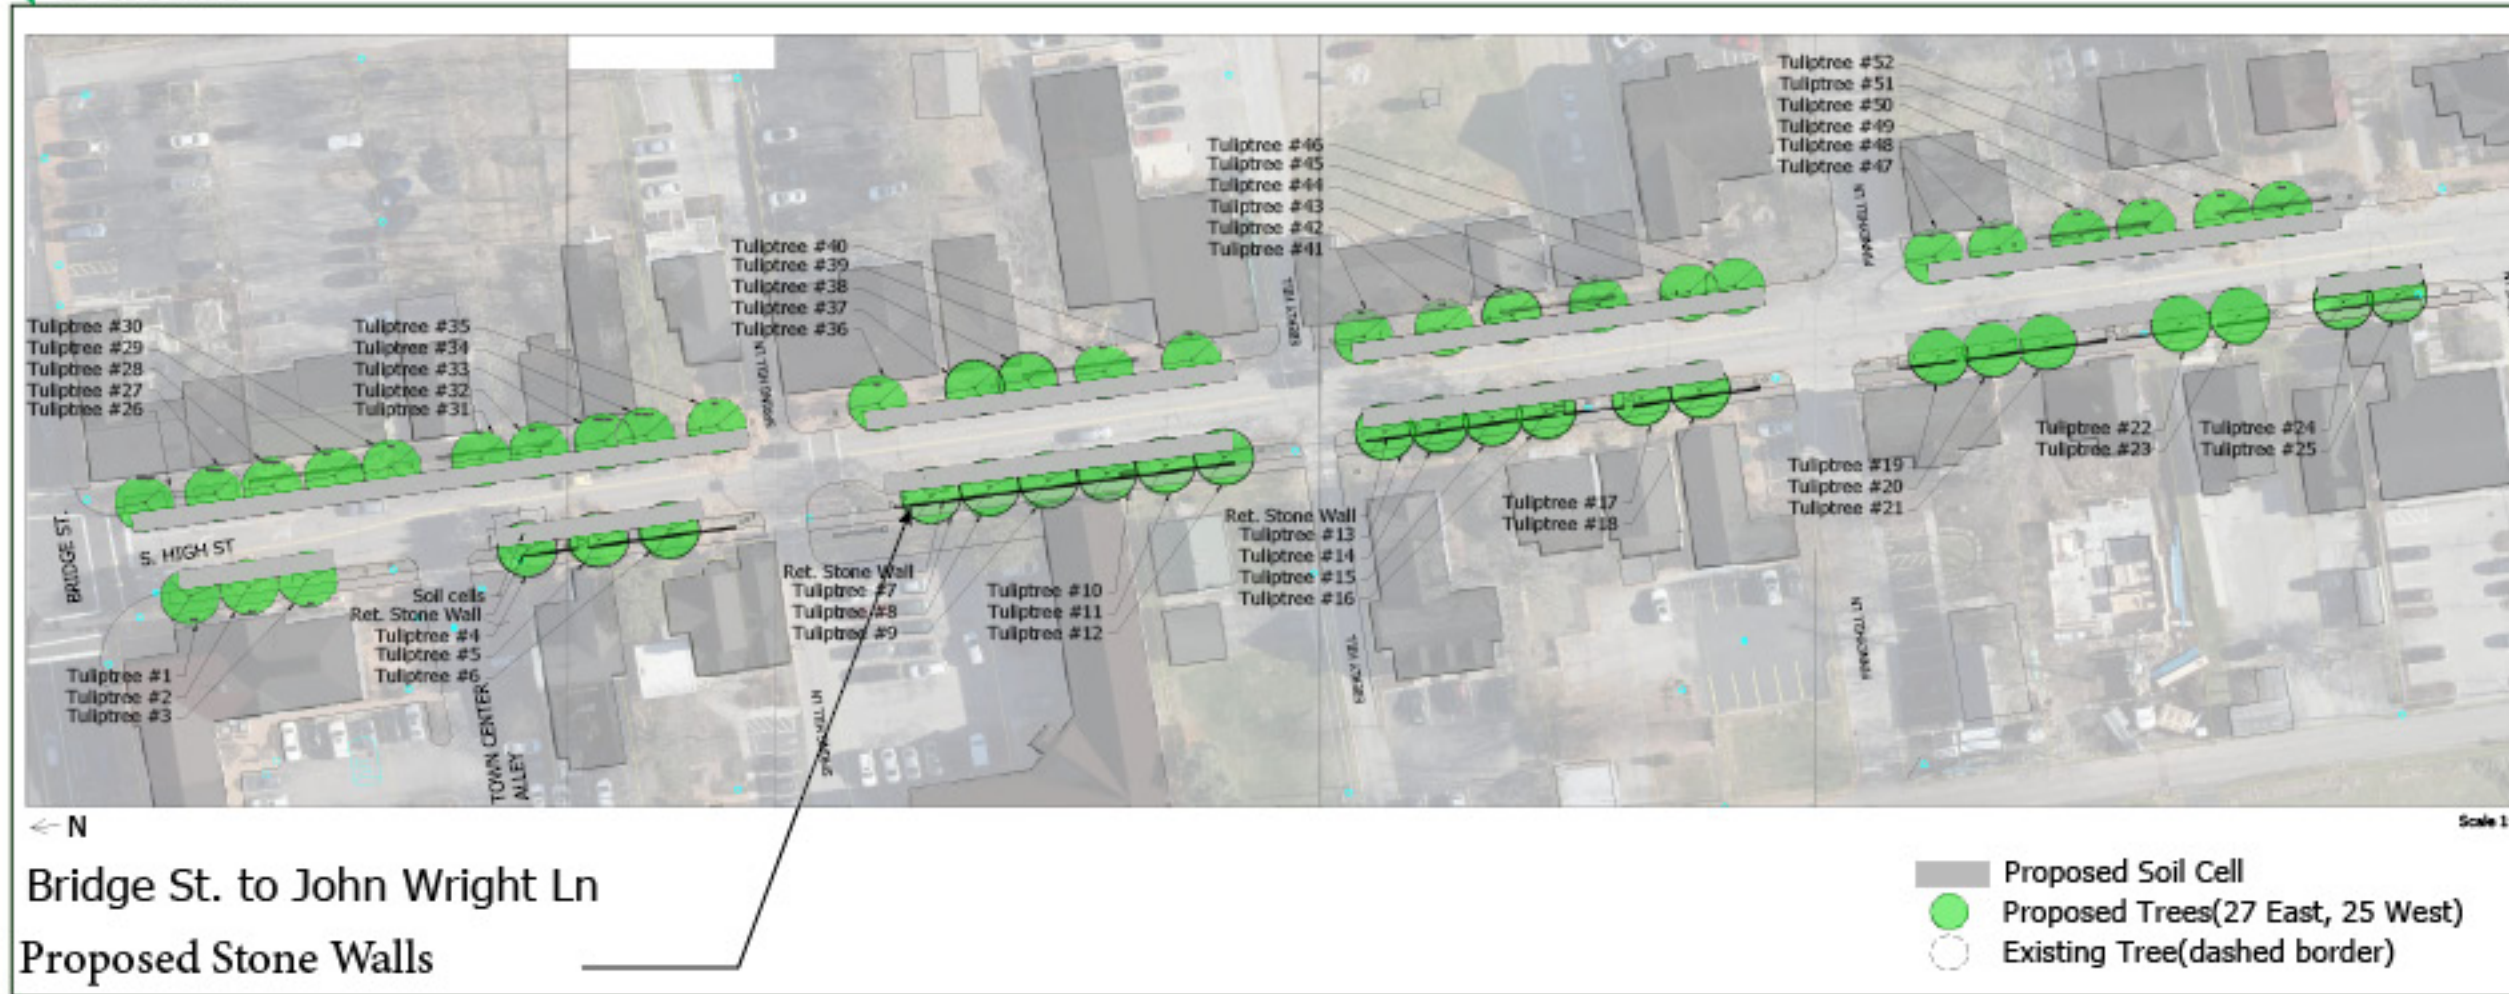 Tuliptree #52
Tuliptree #51
Tuliptree #50
Tuliptree #49
Tuliptree #48
Tuliptree #47
Tuliptree #46
Tuliptree #45
Tuliptree #44
Tuliptree #43
Tuliptree #42
Tuliptree #41
Tuliptree #40
Tuliptree #39
Tuliptree #38
Tuliptree #37
Tuliptree #36
Tuliptree #35
Tuliptree #34
Tuliptree #33
Tuliptree #32
Tuliptree #31
Tuliptree #30
Tuliptree #29
Tuliptree #28
Tuliptree #27
Tuliptree #26
BRIDGE ST.
S. HIGH ST
Tuliptree #1
Tuliptree #2
Tuliptree #3
Soil cells
Ret. Stone Wall
Tuliptree #4
Tuliptree #5
Tuliptree #6
TOWN CENTER
ALLEY
Ret. Stone Wall
Tuliptree #7
Tuliptree #8
Tuliptree #9
Tuliptree #10
Tuliptree #11
Tuliptree #12
Ret. Stone Wall
Tuliptree #13
Tuliptree #14
Tuliptree #15
Tuliptree #16
Tuliptree #17
Tuliptree #18
Tuliptree #19
Tuliptree #20
Tuliptree #21
Tuliptree #22
Tuliptree #23
Tuliptree #24
Tuliptree #25
N
Scale 1
Bridge St. to John Wright Ln
Proposed Stone Walls
Proposed Soil Cell
Proposed Trees(27 East, 25 West)
Existing Tree(dashed border)